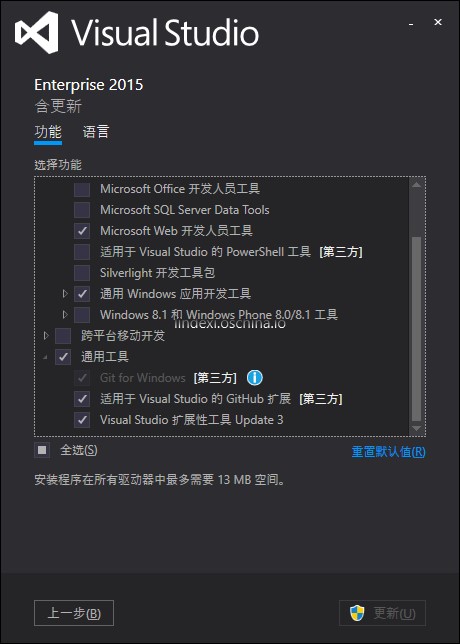 Visual Studio
Enterprise 2015
含更新
功能 语言
选择功能
Microsoft Office 开发人员工具
Microsoft SQL Server Data Tools
Microsoft Web 开发人员工具
适用于 Visual Studio 的 PowerShell 工具 [第三方]
Silverlight 开发工具包
通用 Windows 应用开发工具
Windows 8.1 和 Windows Phone 8.0/8.1 工具
lindexi.oschina.io
跨平台移动开发
通用工具
Git for Windows [第三方]
适用于 Visual Studio 的 GitHub 扩展 [第三方]
Visual Studio 扩展性工具 Update 3
全选(S)
重置默认值(R)
安装程序在所有驱动器中最多需要 13 MB 空间。
上一步(B)
更新(U)